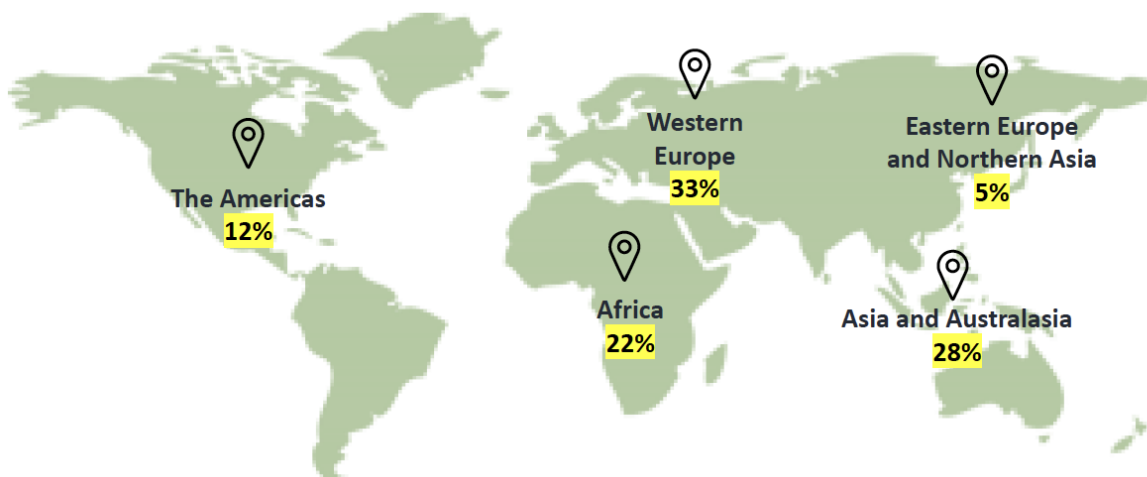 Western
Europe
33%
Eastern Europe
and Northern Asia
5%
The Americas
12%
Africa
22%
Asia and Australasia
28%